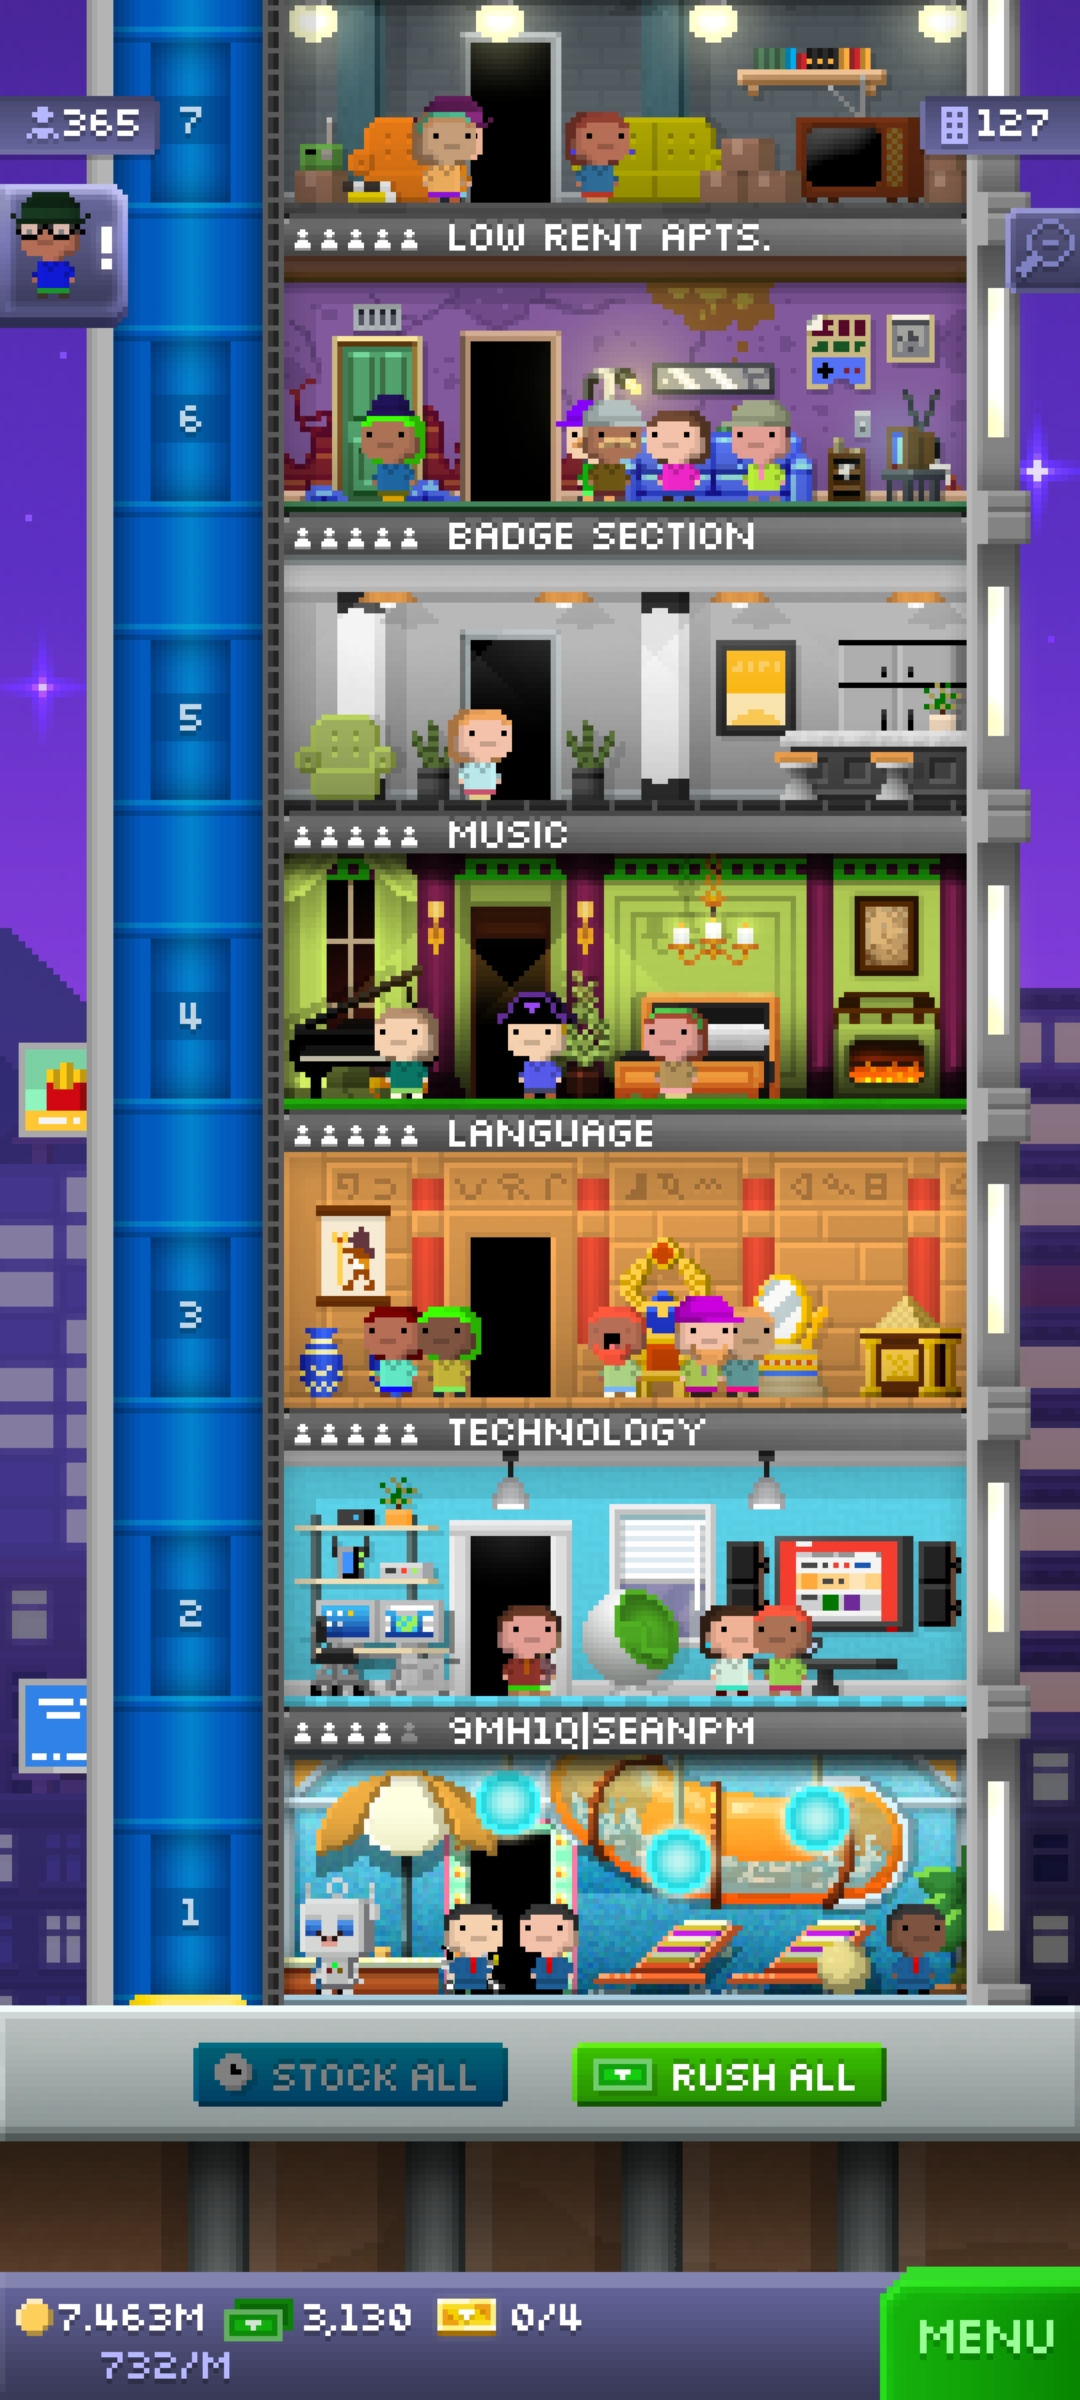 365
7
127
!
LOW RENT APTS.
6
BADGE SECTION
5
MUSIC
4
LANGUAGE
3
TECHNOLOGY
2
9MH1Q|SEANPM
1
STOCK ALL
RUSH ALL
7.463M
3,130
0/4
732/M
MENU